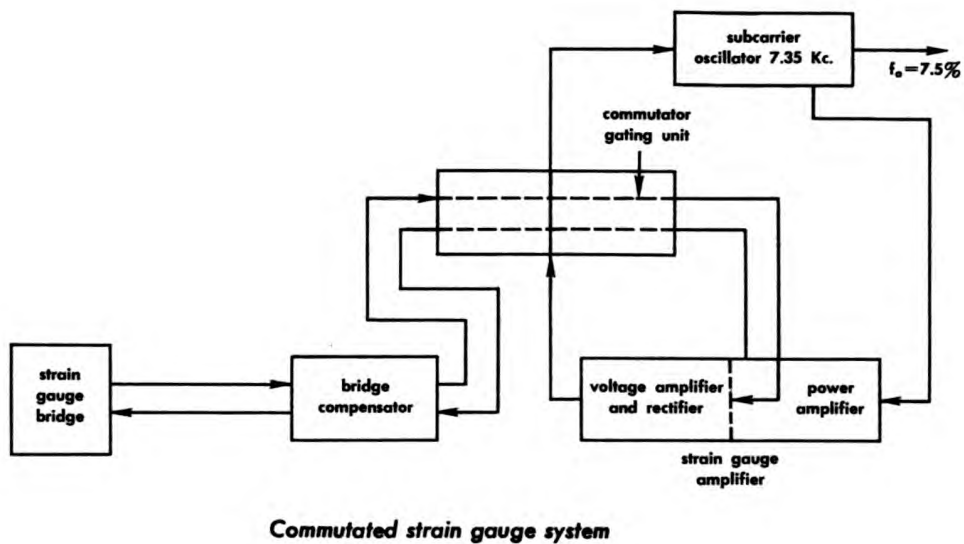 subcarrier
oscillator 7.35 Kc.
fo=7.5%
commutator
gating unit
strain
gauge
bridge
bridge
compensator
voltage amplifier
and rectifier
power
amplifier
strain gauge
amplifier
Commutated strain gauge system